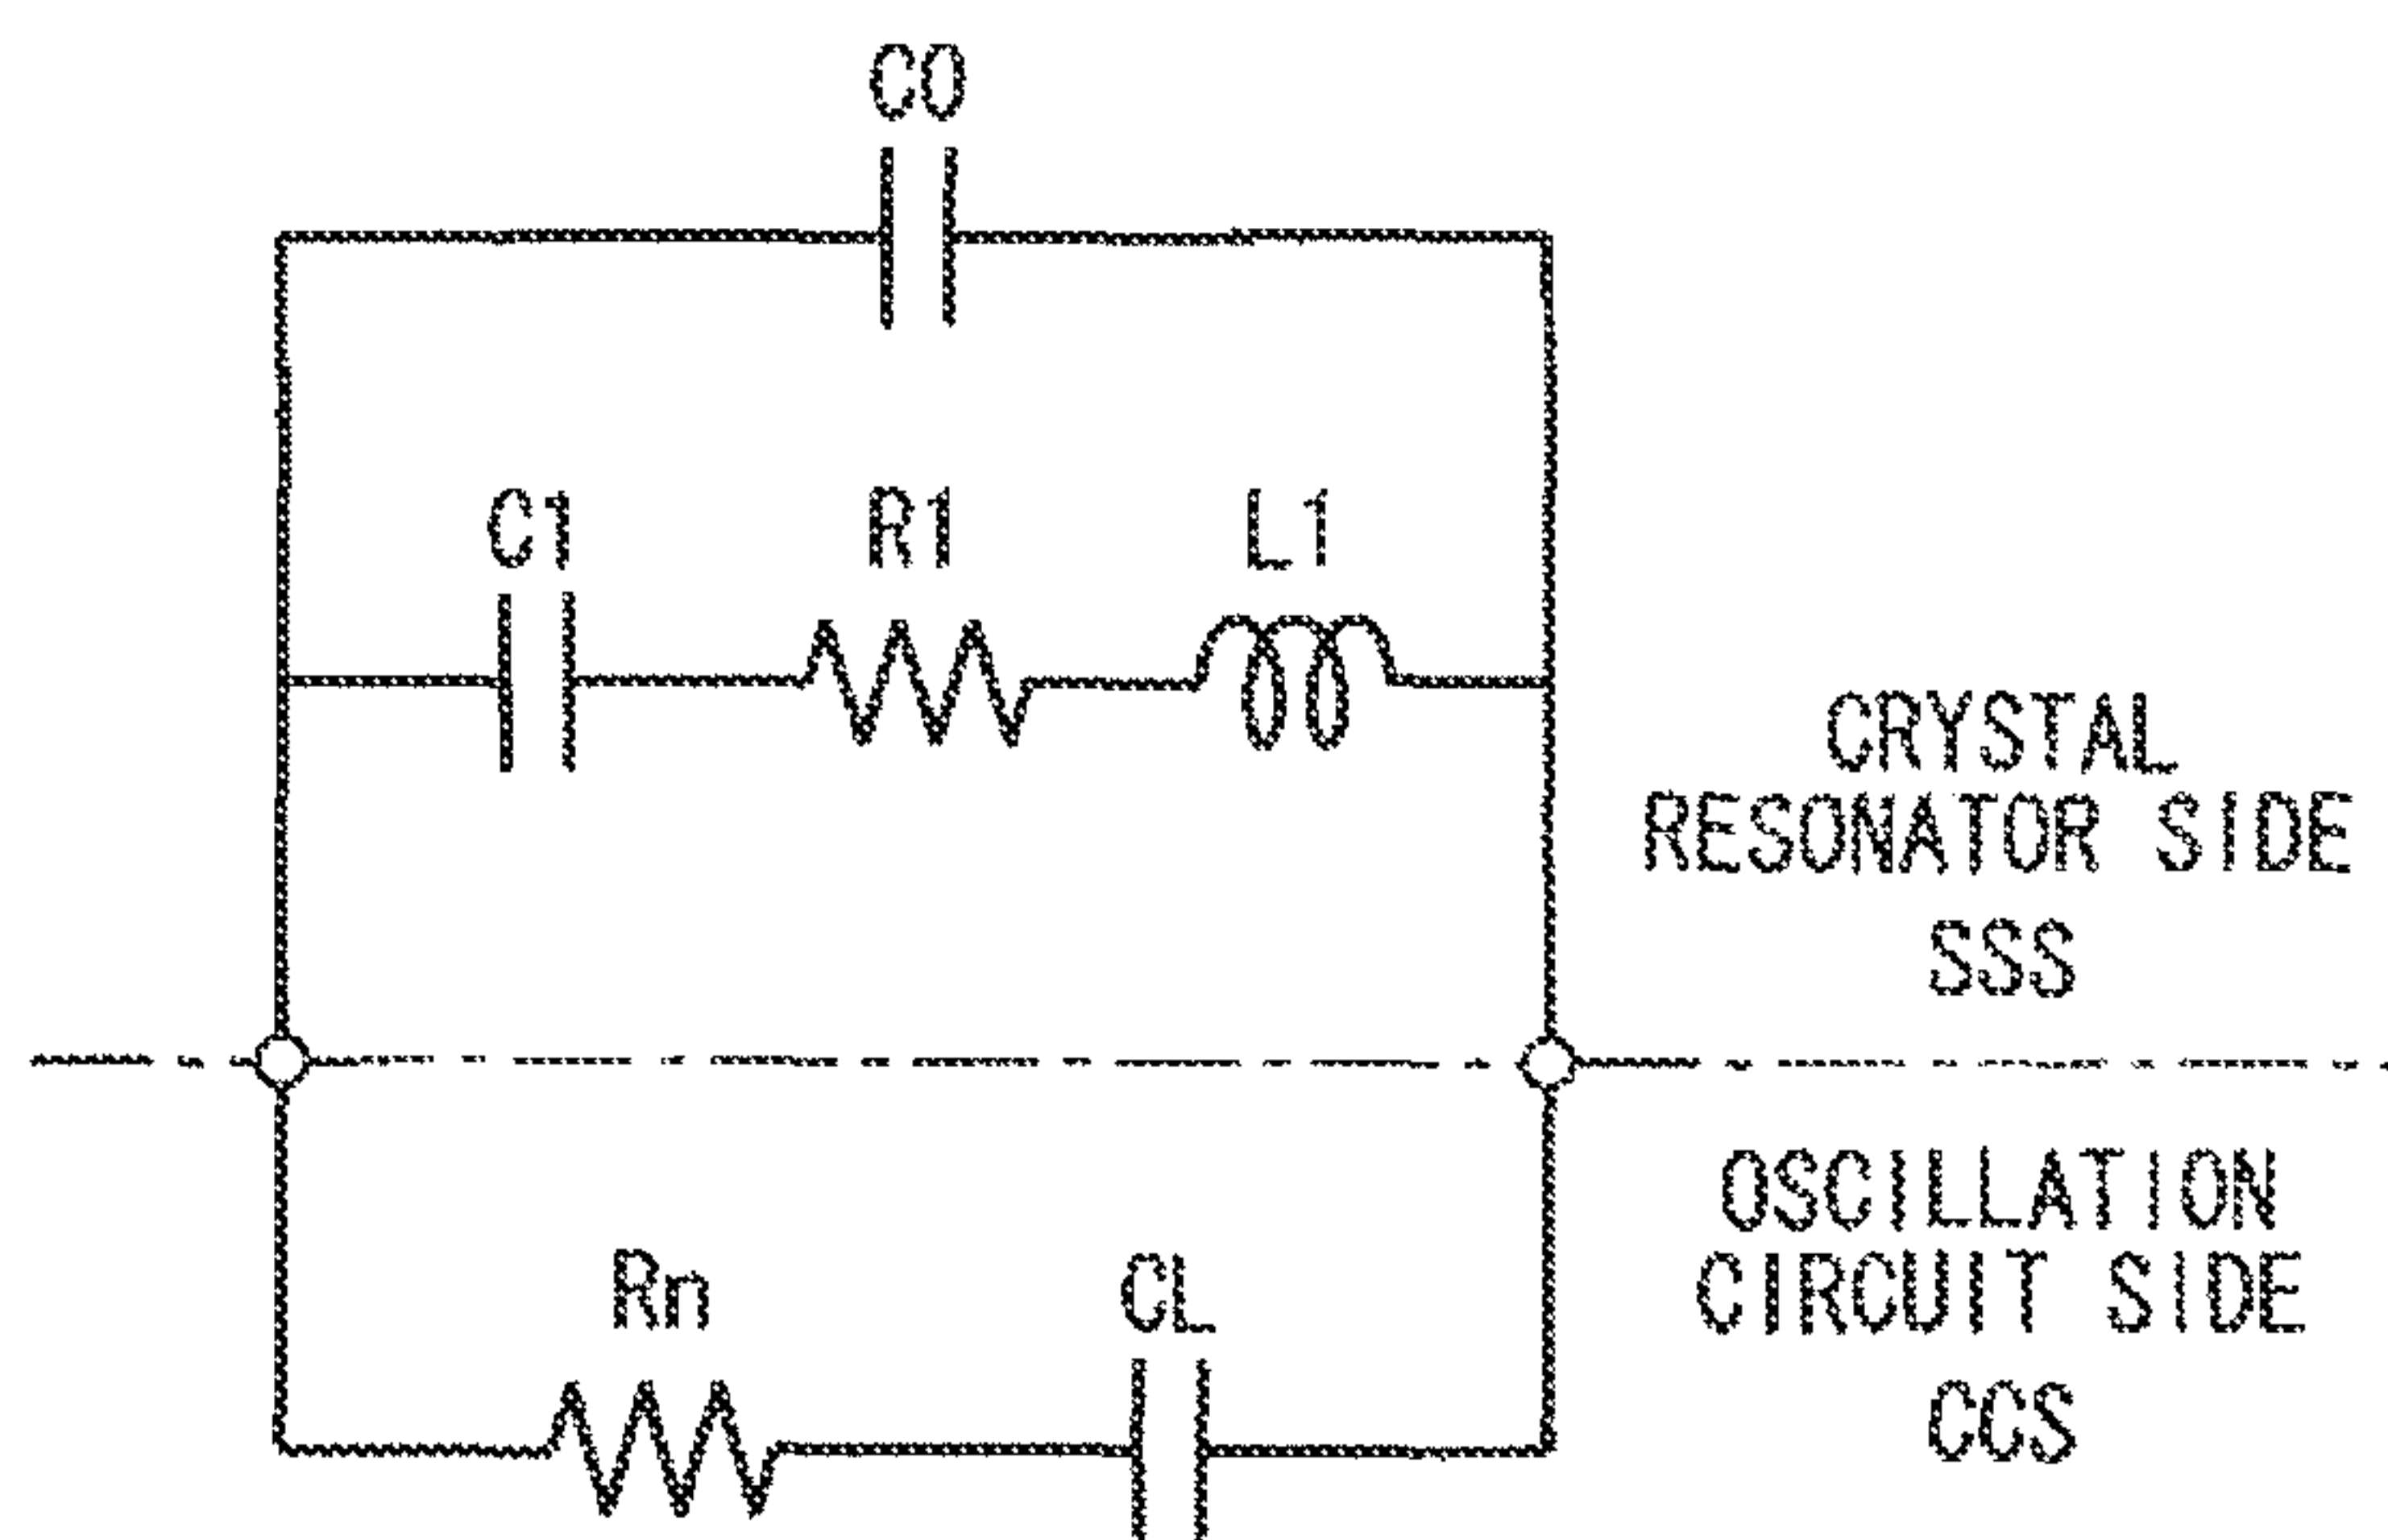 C0
C1 R1 L1
CRYSTAL
RESONATOR SIDE
SSS
OSCILLATION
CIRCUIT SIDE
CCS
Rn CL